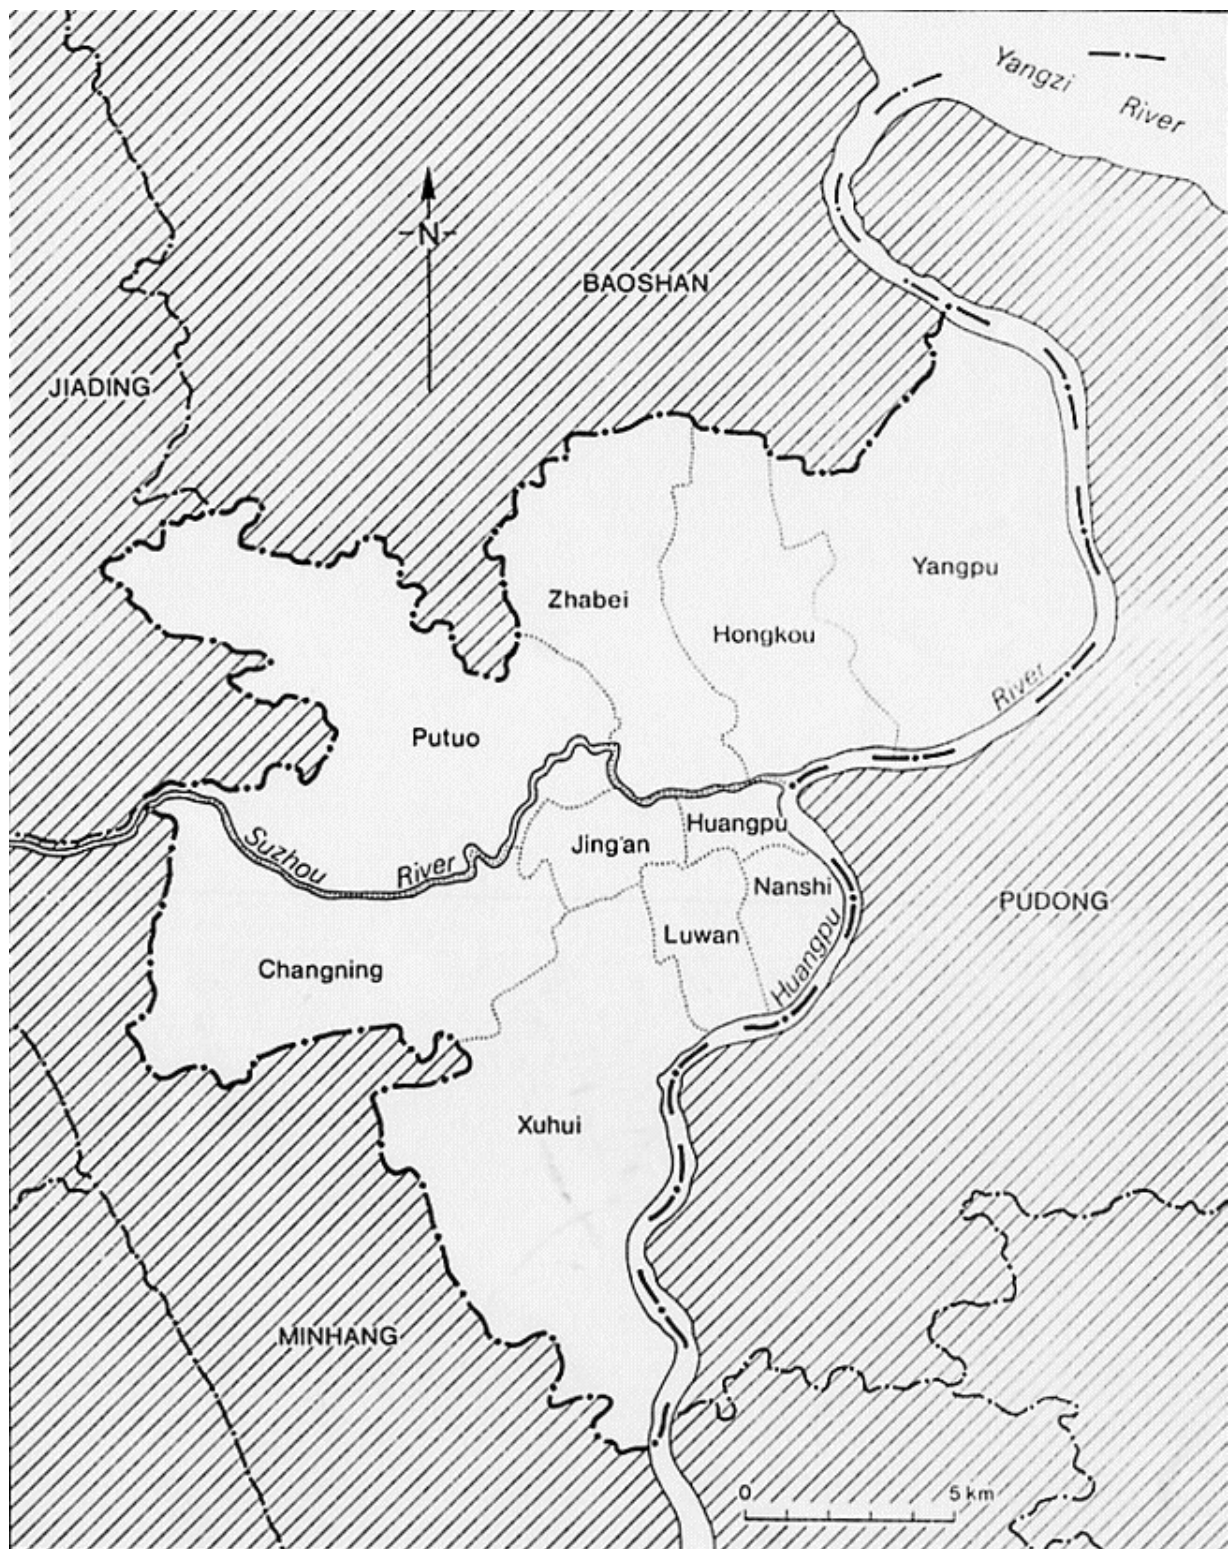 Yangzi
River
N
BAOSHAN
JIADING
Yangpu
Zhabei
Hongkou
River
Putuo
Huangpu
Suzhou
River
Jing'an
Nanshi
PUDONG
Luwan
Huangpu
Changning
Xuhui
MINHANG
0 5 km